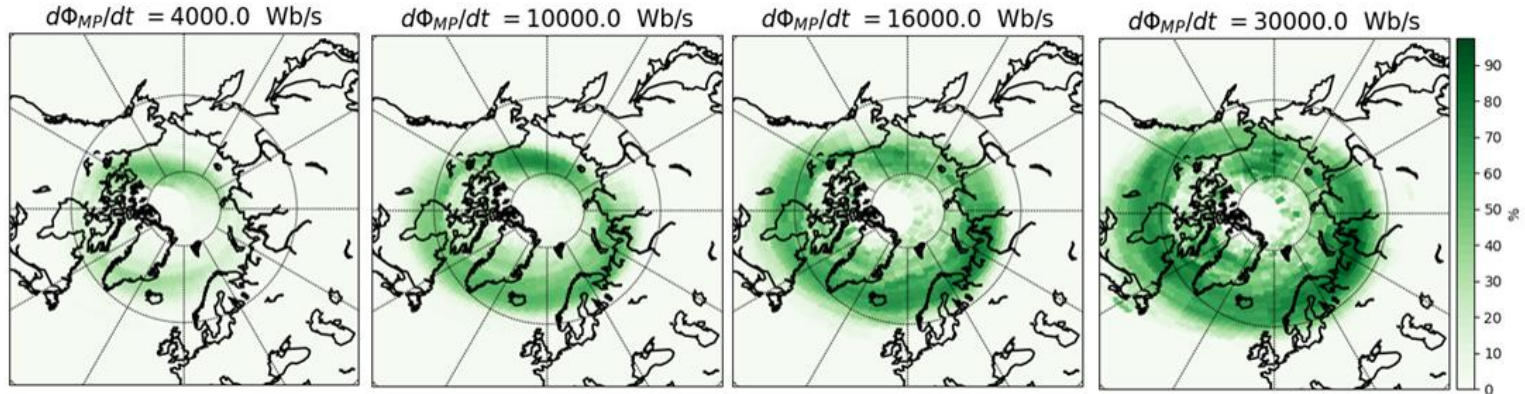 dΦ_MP/dt = 4000.0 Wb/s
dΦ_MP/dt = 10000.0 Wb/s
dΦ_MP/dt = 16000.0 Wb/s
dΦ_MP/dt = 30000.0 Wb/s
90
80
70
60
50
40
30
20
10
0
%